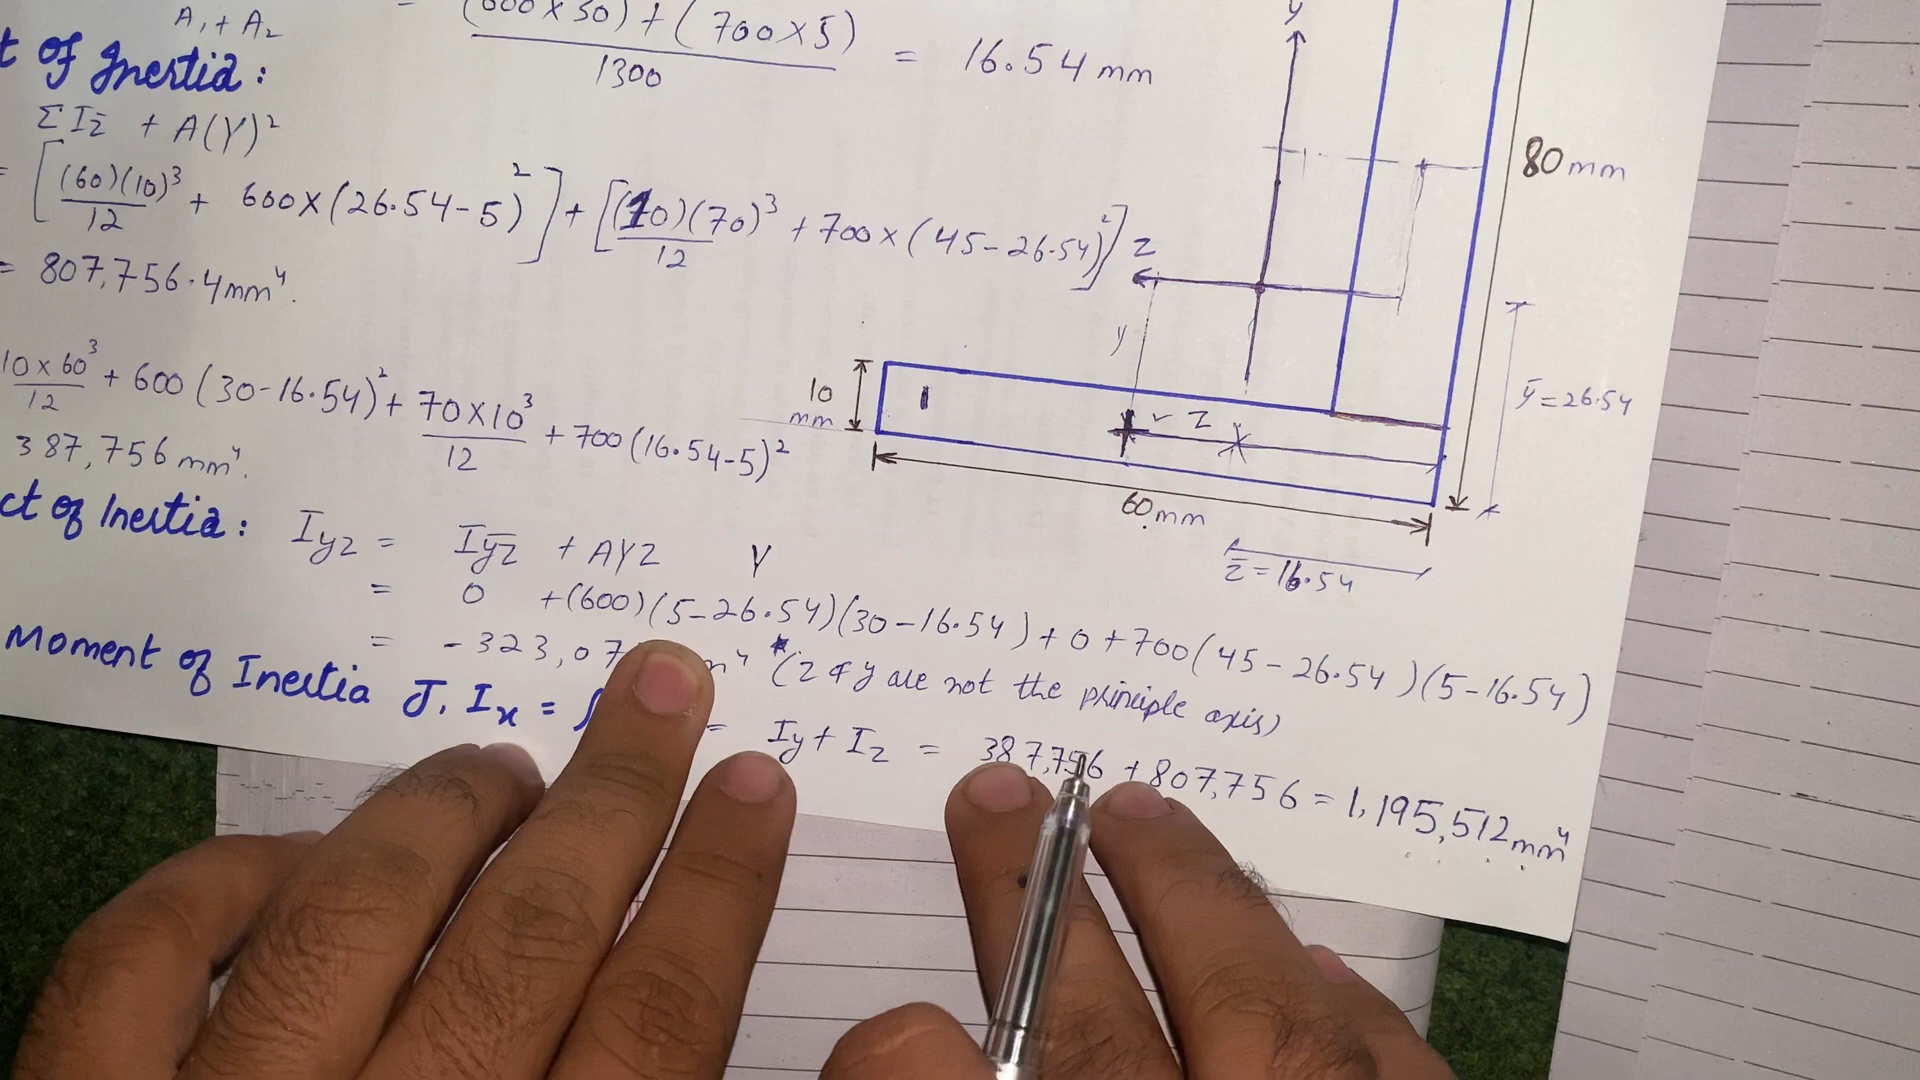 A₁ + A₂
= (600 x 30) + (700 x 5) / 1300 = 16.54 mm
t of Inertia :
Σ Iz̄ + A(Y)²
= [(60)(10)³/12 + 600 x (26.54-5)²] + [(10)(70)³/12 + 700 x (45-26.54)²]
= 807,756.4 mm⁴.
10 x 60³/12 + 600 (30-16.54)² + 70 x 10³/12 + 700 (16.54-5)²
387,756 mm⁴.
ct of Inertia : Iyz = Iȳz̄ + AYZ Y
= 0 + (600)(5-26.54)(30-16.54) + 0 + 700(45-26.54)(5-16.54)
= -323,07 m⁴ * (z & y are not the principle axis)
Moment of Inertia J, Ix = ∫ = Iy + Iz = 387,756 + 807,756 = 1,195,512 mm⁴
y
80 mm
z
y
10 mm
1
z
ȳ = 26.54
60 mm
z̄ = 16.54